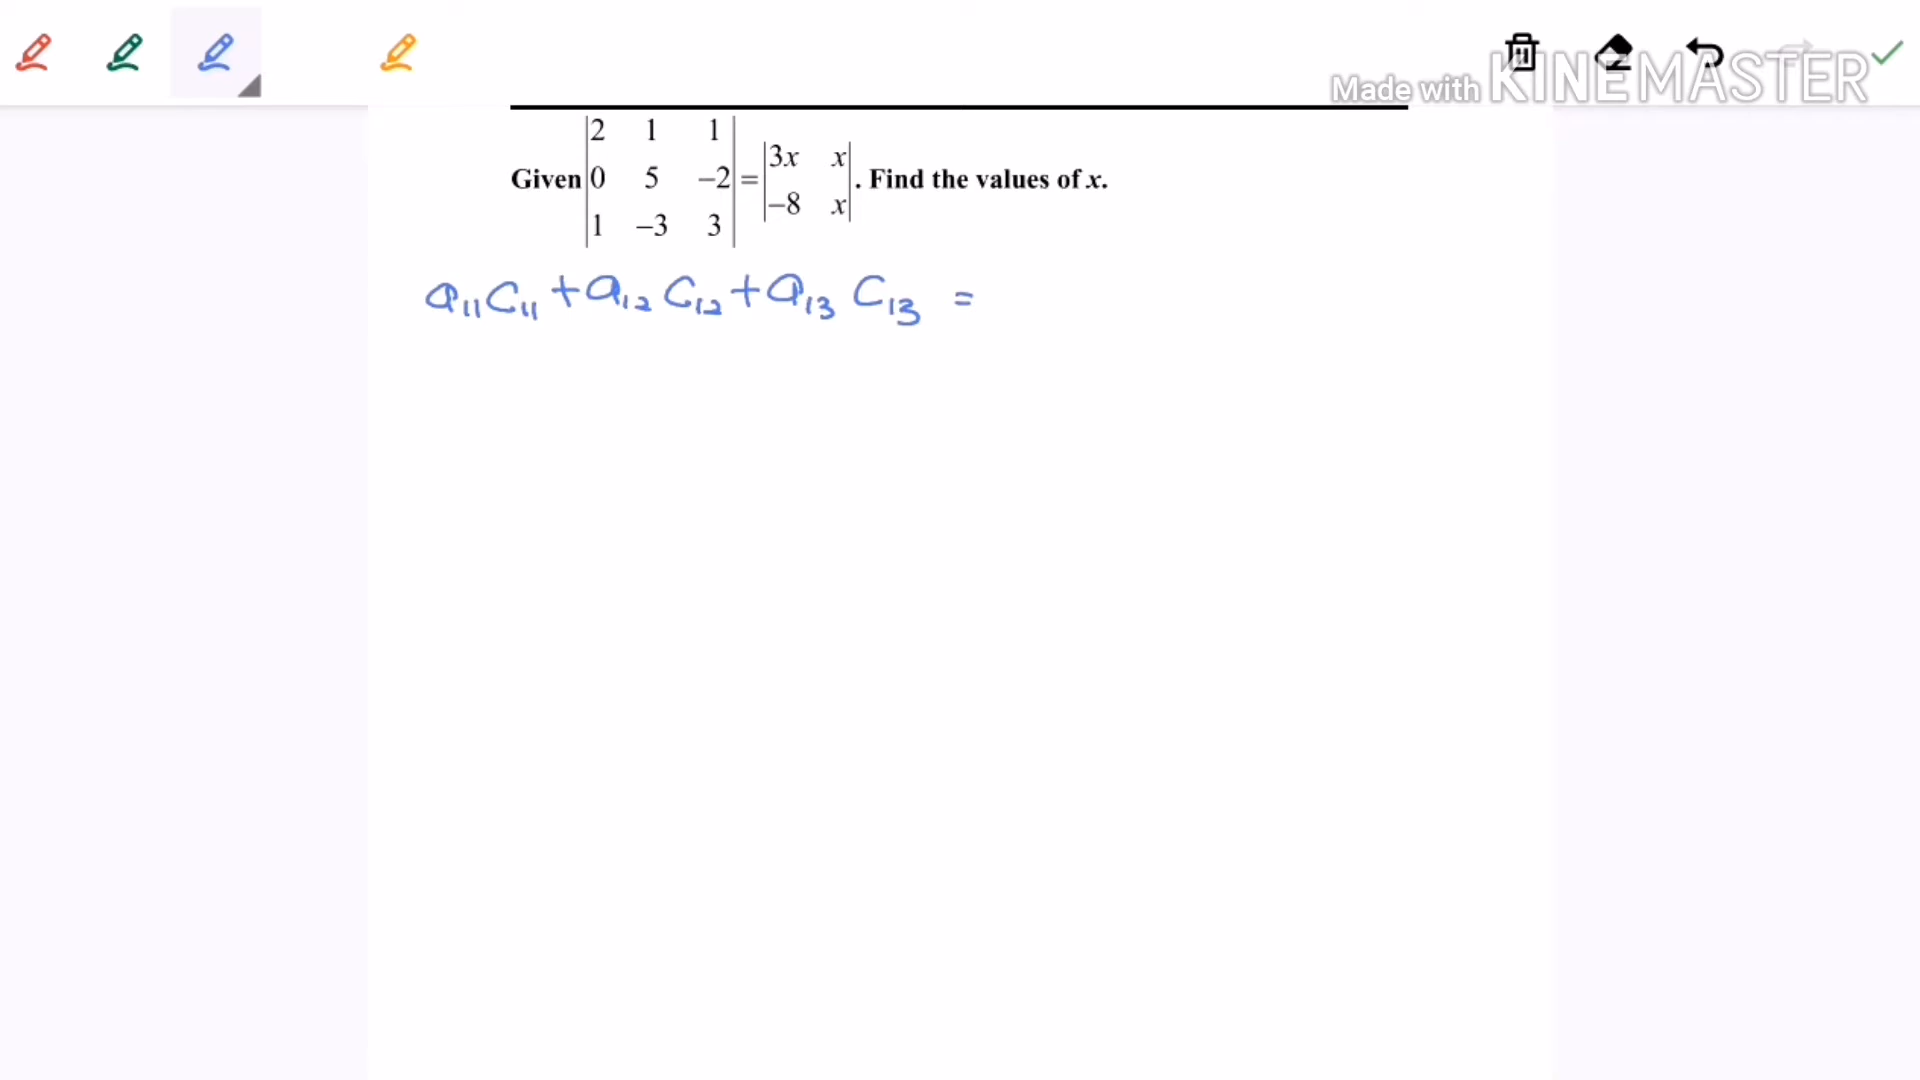 Made with KINEMASTER
Given |2 1 1; 0 5 −2; 1 −3 3| = |3x x; −8 x|. Find the values of x.
a₁₁C₁₁ + a₁₂C₁₂ + a₁₃C₁₃ =